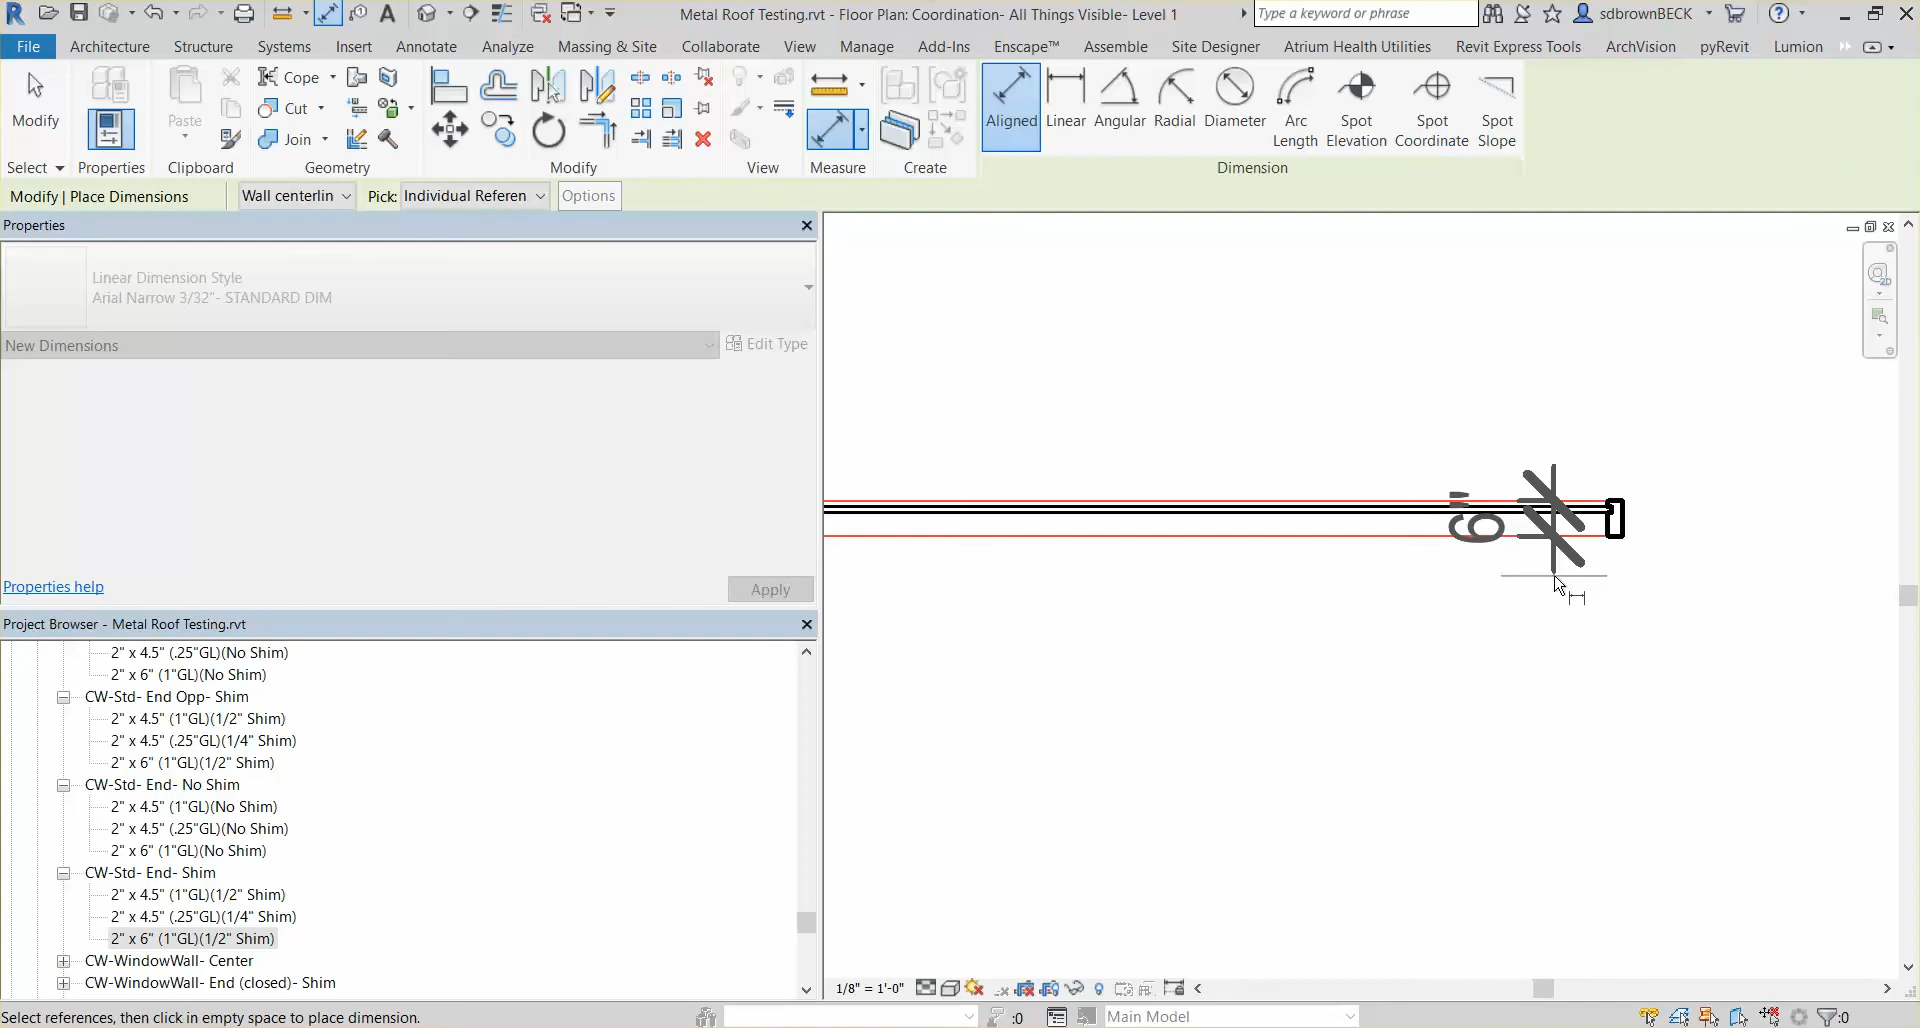 Metal Roof Testing.rvt - Floor Plan: Coordination- All Things Visible- Level 1
Type a keyword or phrase
sdbrownBECK
File Architecture Structure Systems Insert Annotate Analyze Massing & Site Collaborate View Manage Add-Ins Enscape™ Assemble Site Designer Atrium Health Utilities Revit Express Tools ArchVision pyRevit Lumion
Modify
Paste
Cope
Cut
Join
Aligned Linear Angular Radial Diameter Arc Length Spot Elevation Spot Coordinate Spot Slope
Select Properties Clipboard Geometry Modify View Measure Create Dimension
Modify | Place Dimensions Wall centerlin Pick: Individual Referen Options
Properties
Linear Dimension Style
Arial Narrow 3/32"- STANDARD DIM
New Dimensions Edit Type
6"
Properties help Apply
Project Browser - Metal Roof Testing.rvt
2" x 4.5" (.25"GL)(No Shim)
2" x 6" (1"GL)(No Shim)
CW-Std- End Opp- Shim
2" x 4.5" (1"GL)(1/2" Shim)
2" x 4.5" (.25"GL)(1/4" Shim)
2" x 6" (1"GL)(1/2" Shim)
CW-Std- End- No Shim
2" x 4.5" (1"GL)(No Shim)
2" x 4.5" (.25"GL)(No Shim)
2" x 6" (1"GL)(No Shim)
CW-Std- End- Shim
2" x 4.5" (1"GL)(1/2" Shim)
2" x 4.5" (.25"GL)(1/4" Shim)
2" x 6" (1"GL)(1/2" Shim)
CW-WindowWall- Center
CW-WindowWall- End (closed)- Shim
1/8" = 1'-0"
Select references, then click in empty space to place dimension.
:0
Main Model
:0